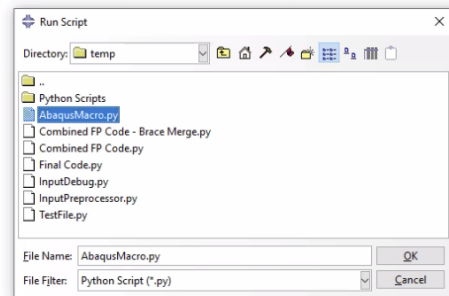 Run Script
Directory: temp
..
Python Scripts
AbaqusMacro.py
Combined FP Code - Brace Merge.py
Combined FP Code.py
Final Code.py
InputDebug.py
InputPreprocessor.py
TestFile.py
File Name: AbaqusMacro.py OK
File Filter: Python Script (*.py) Cancel